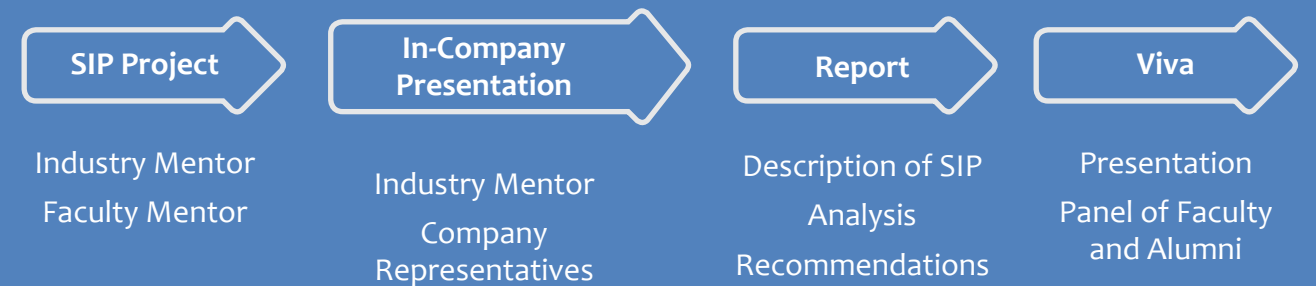 SIP Project
Industry Mentor
Faculty Mentor
In-Company
Presentation
Industry Mentor
Company
Representatives
Report
Description of SIP
Analysis
Recommendations
Viva
Presentation
Panel of Faculty
and Alumni